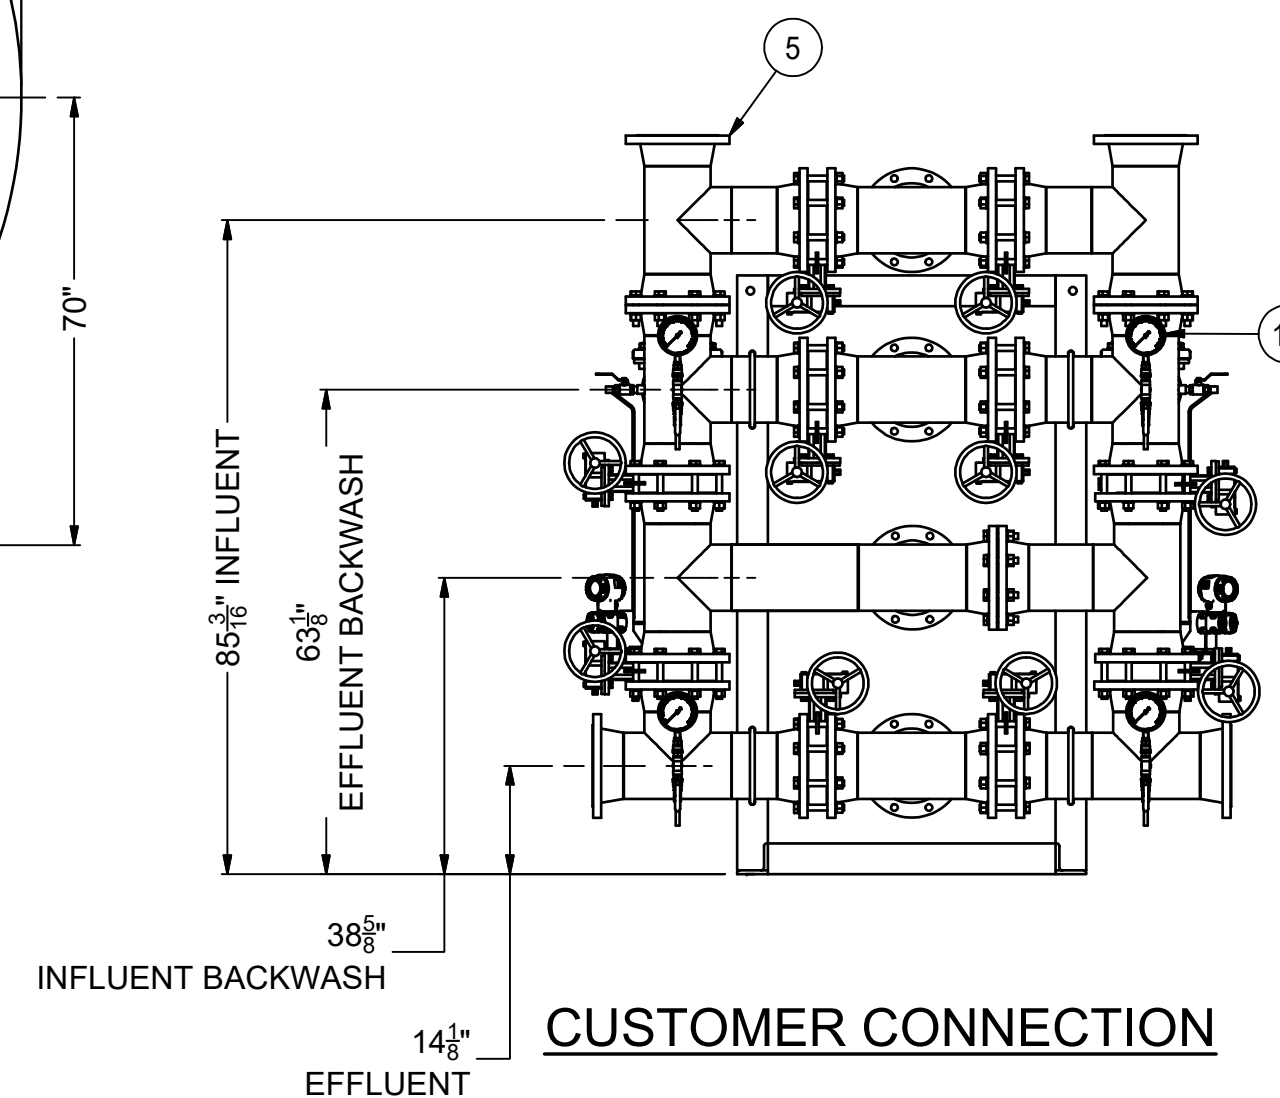 5
70"
1
85 3/16" INFLUENT
63 1/8"
EFFLUENT BACKWASH
38 5/8"
INFLUENT BACKWASH
14 1/8"
EFFLUENT
CUSTOMER CONNECTION